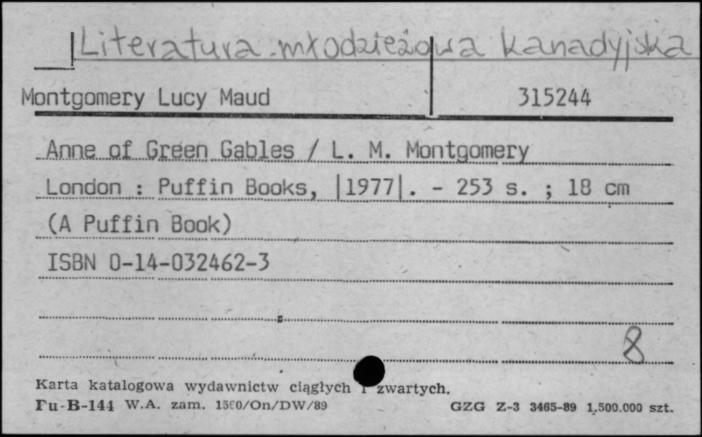 Literatura młodzieżowa kanadyjska
Montgomery Lucy Maud 315244
Anne of Green Gables / L. M. Montgomery
London : Puffin Books, |1977|. - 253 s. ; 18 cm
(A Puffin Book)
ISBN 0-14-032462-3
8
Karta katalogowa wydawnictw ciągłych i zwartych.
Pu-B-144 W.A. zam. 1580/On/DW/89 GZG Z-3 3465-89 1.500.000 szt.